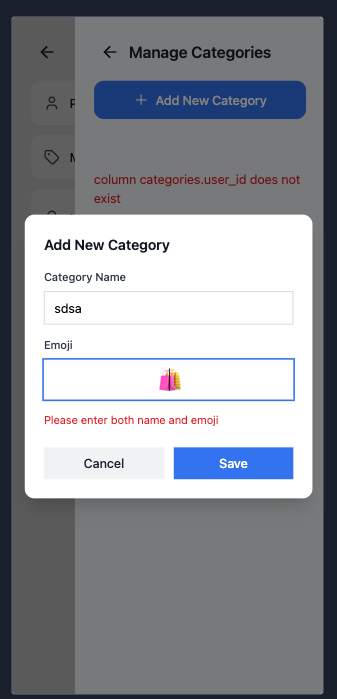 Manage Categories
P
+ Add New Category
M
column categories.user_id does not
exist
Add New Category
Category Name
sdsa
Emoji
🛍️
Please enter both name and emoji
Cancel
Save